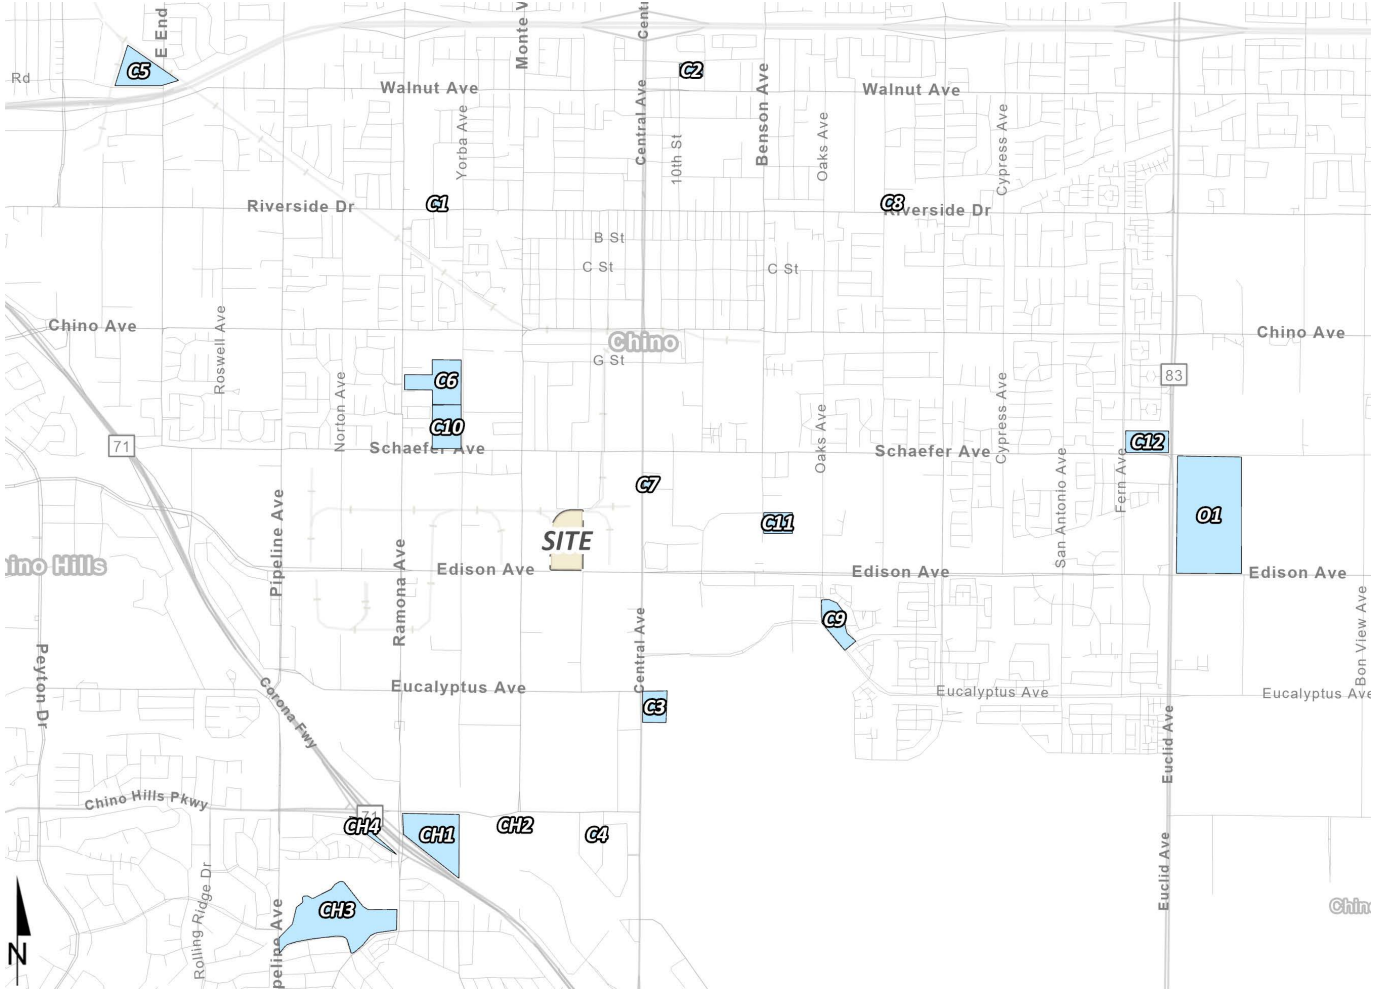 E End
Monte V
Centr
C5
Rd
C2
Walnut Ave
Walnut Ave
Yorba Ave
Central Ave
10th St
Benson Ave
Oaks Ave
Cypress Ave
C1
C8
Riverside Dr
Riverside Dr
B St
C St
C St
Chino Ave
Roswell Ave
Chino
Chino Ave
G St
83
Norton Ave
C6
Cypress Ave
Oaks Ave
C10
71
Schaefer Ave
Schaefer Ave
C12
Fern Ave
San Antonio Ave
C7
Pipeline Ave
O1
C11
SITE
Ramona Ave
ino Hills
Edison Ave
Edison Ave
Edison Ave
C9
Bon View Ave
Central Ave
Peyton Dr
Corona Fwy
Eucalyptus Ave
Eucalyptus Ave
Eucalyptus Ave
C3
Euclid Ave
Chino Hills Pkwy
71
CH4
CH1
CH2
C4
Euclid Ave
Rolling Ridge Dr
CH3
peline Ave
Chin
N